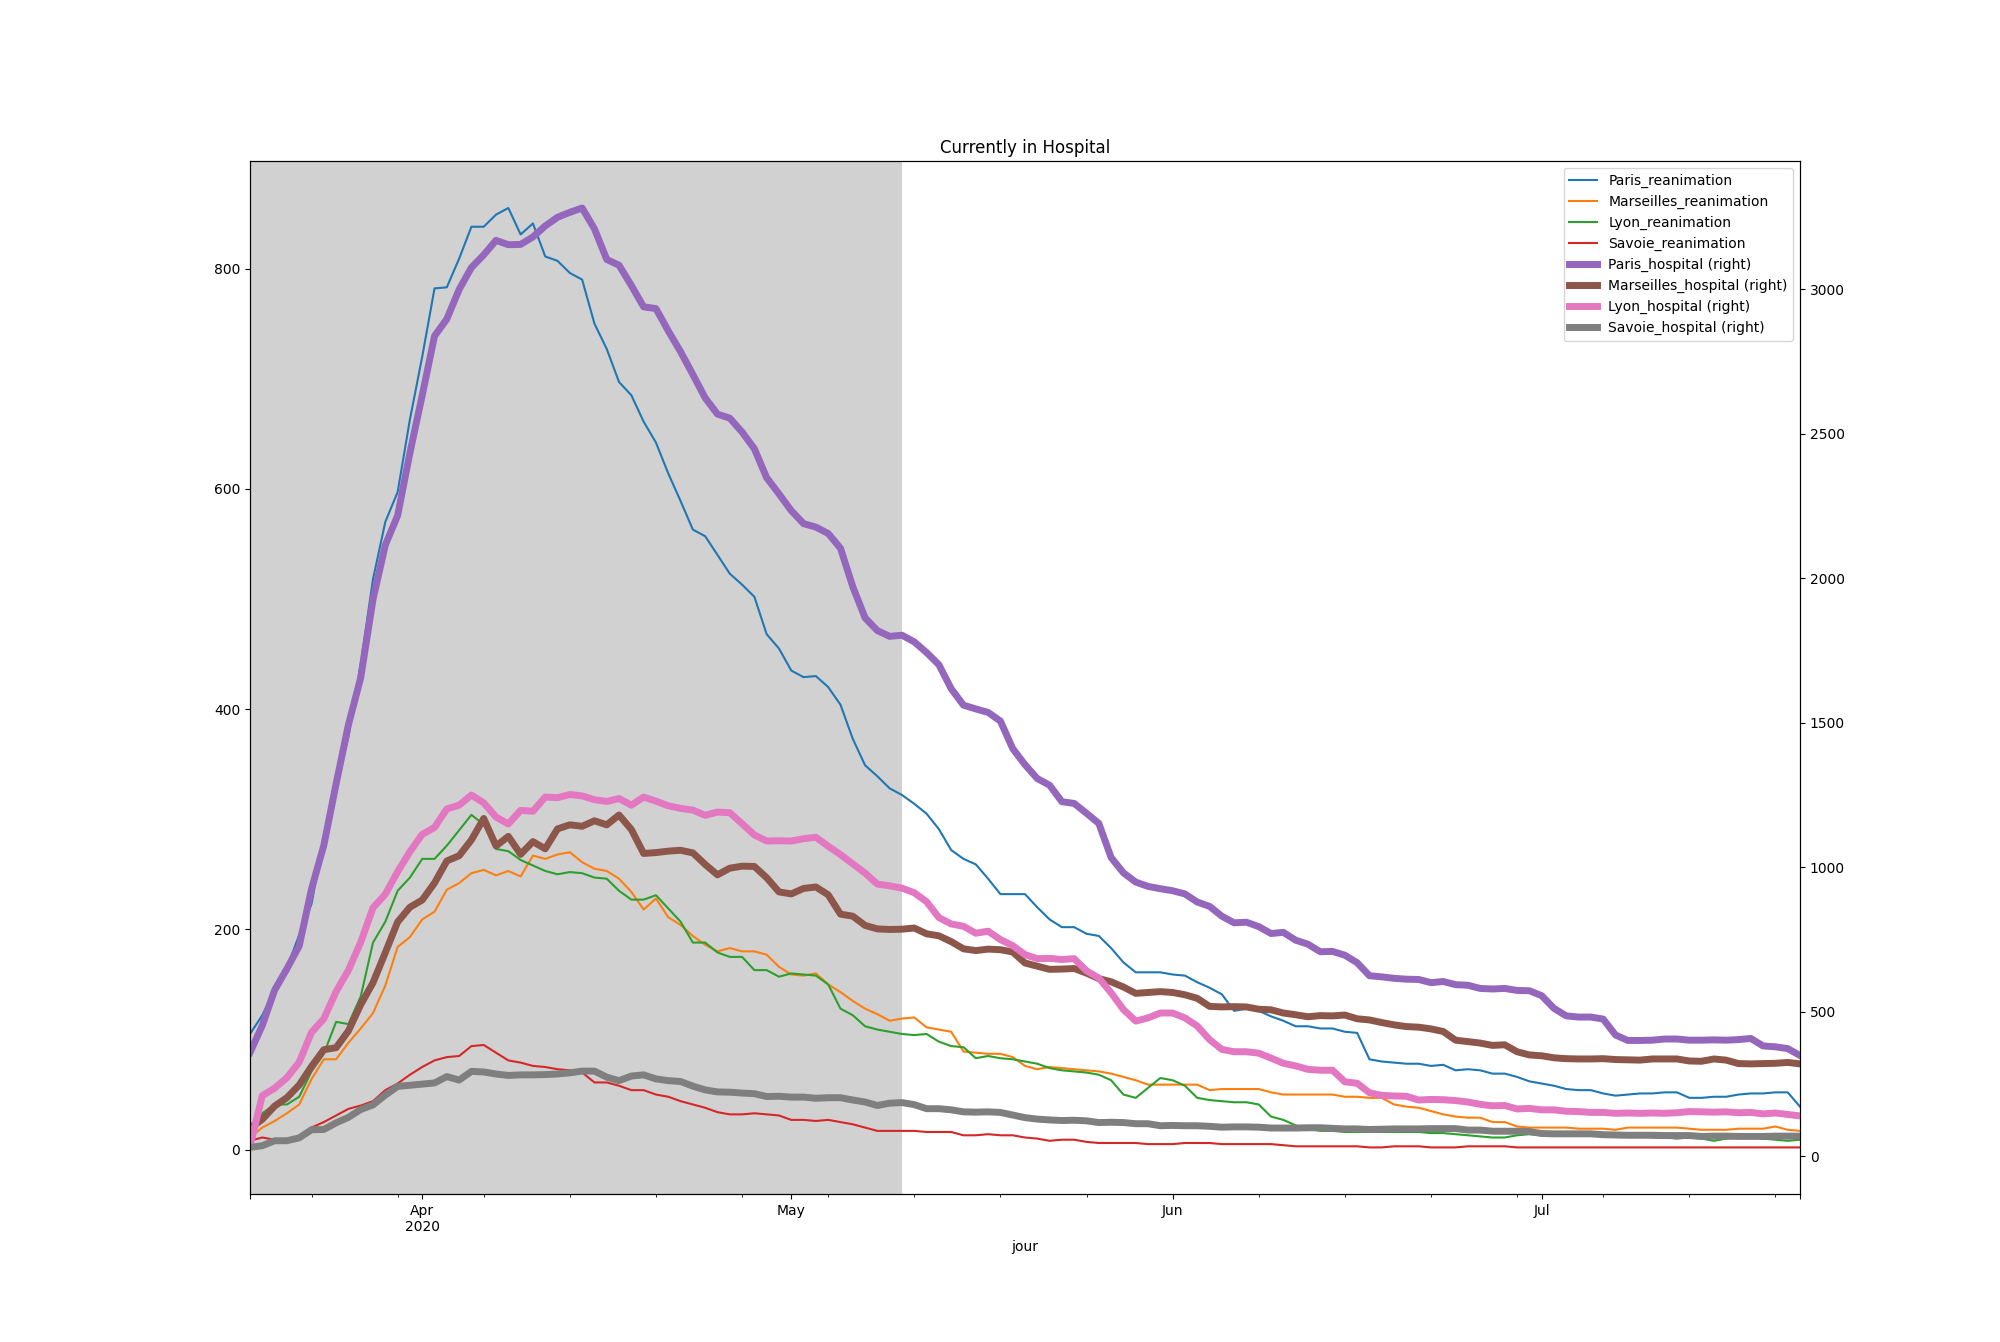 Currently in Hospital
Paris_reanimation
Marseilles_reanimation
Lyon_reanimation
Savoie_reanimation
Paris_hospital (right)
Marseilles_hospital (right)
Lyon_hospital (right)
Savoie_hospital (right)
800
600
400
200
0
3000
2500
2000
1500
1000
500
0
Apr May Jun Jul
2020
jour